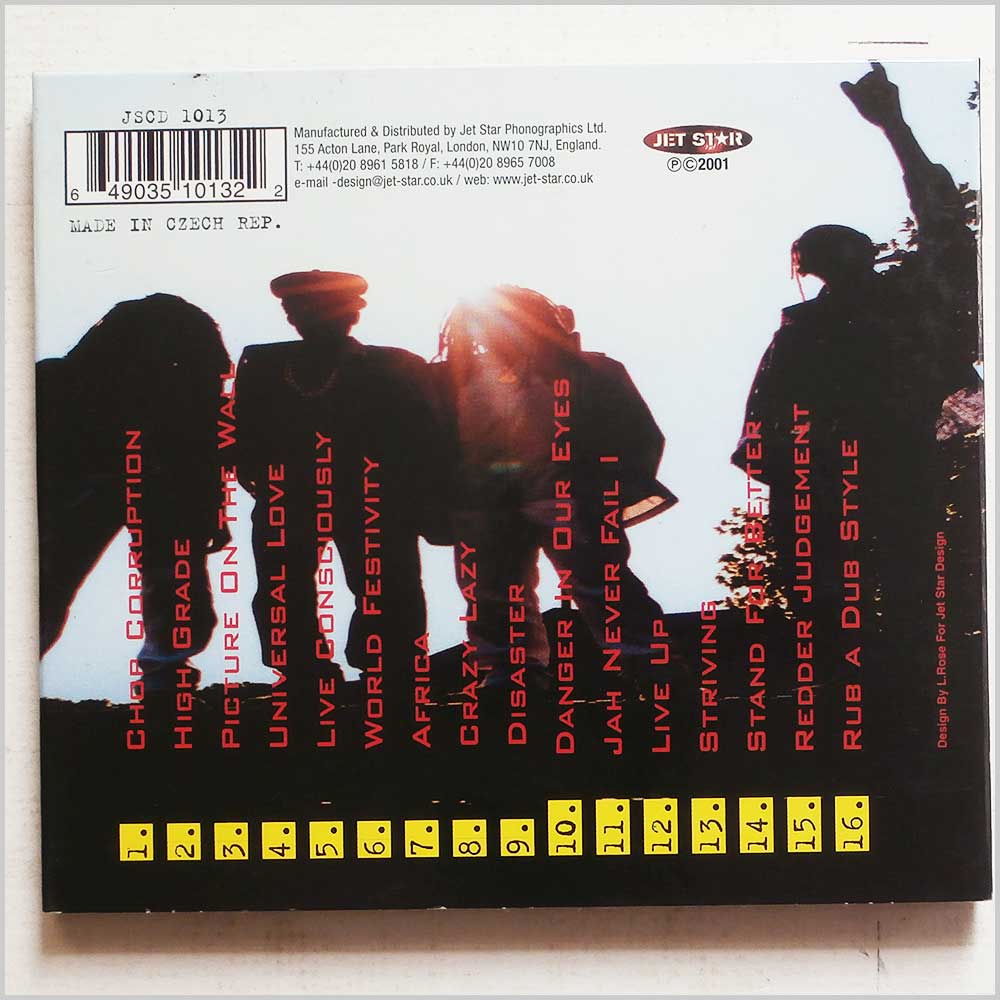 JSCD 1013
6 49035 10132 2
MADE IN CZECH REP.
Manufactured & Distributed by Jet Star Phonographics Ltd.
155 Acton Lane, Park Royal, London, NW10 7NJ, England.
T: +44(0)20 8961 5818 / F: +44(0)20 8965 7008
e-mail -design@jet-star.co.uk / web: www.jet-star.co.uk
JET ST★R
℗©2001
1. CHOP CORRUPTION
2. HIGH GRADE
3. PICTURE ON THE WALL
4. UNIVERSAL LOVE
5. LIVE CONSCIOUSLY
6. WORLD FESTIVITY
7. AFRICA
8. CRAZY LAZY
9. DISASTER
10. DANGER IN OUR EYES
11. JAH NEVER FAIL I
12. LIVE UP
13. STRIVING
14. STAND FOR BETTER
15. REDDER JUDGEMENT
16. RUB A DUB STYLE
Design By L.Rose For Jet Star Design